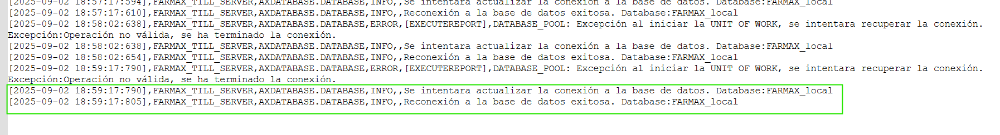 [2025-09-02 18:57:17:594],FARMAX_TILL_SERVER,AXDATABASE.DATABASE,INFO,,Se intentara actualizar la conexión a la base de datos. Database:FARMAX_local
[2025-09-02 18:57:17:610],FARMAX_TILL_SERVER,AXDATABASE.DATABASE,INFO,,Reconexión a la base de datos exitosa. Database:FARMAX_local
[2025-09-02 18:58:02:638],FARMAX_TILL_SERVER,AXDATABASE.DATABASE,ERROR,[EXECUTEREPORT],DATABASE_POOL: Excepción al iniciar la UNIT OF WORK, se intentara recuperar la conexión.
Excepción:Operación no válida, se ha terminado la conexión.
[2025-09-02 18:58:02:638],FARMAX_TILL_SERVER,AXDATABASE.DATABASE,INFO,,Se intentara actualizar la conexión a la base de datos. Database:FARMAX_local
[2025-09-02 18:58:02:654],FARMAX_TILL_SERVER,AXDATABASE.DATABASE,INFO,,Reconexión a la base de datos exitosa. Database:FARMAX_local
[2025-09-02 18:59:17:790],FARMAX_TILL_SERVER,AXDATABASE.DATABASE,ERROR,[EXECUTEREPORT],DATABASE_POOL: Excepción al iniciar la UNIT OF WORK, se intentara recuperar la conexión.
Excepción:Operación no válida, se ha terminado la conexión.
[2025-09-02 18:59:17:790],FARMAX_TILL_SERVER,AXDATABASE.DATABASE,INFO,,Se intentara actualizar la conexión a la base de datos. Database:FARMAX_local
[2025-09-02 18:59:17:805],FARMAX_TILL_SERVER,AXDATABASE.DATABASE,INFO,,Reconexión a la base de datos exitosa. Database:FARMAX_local